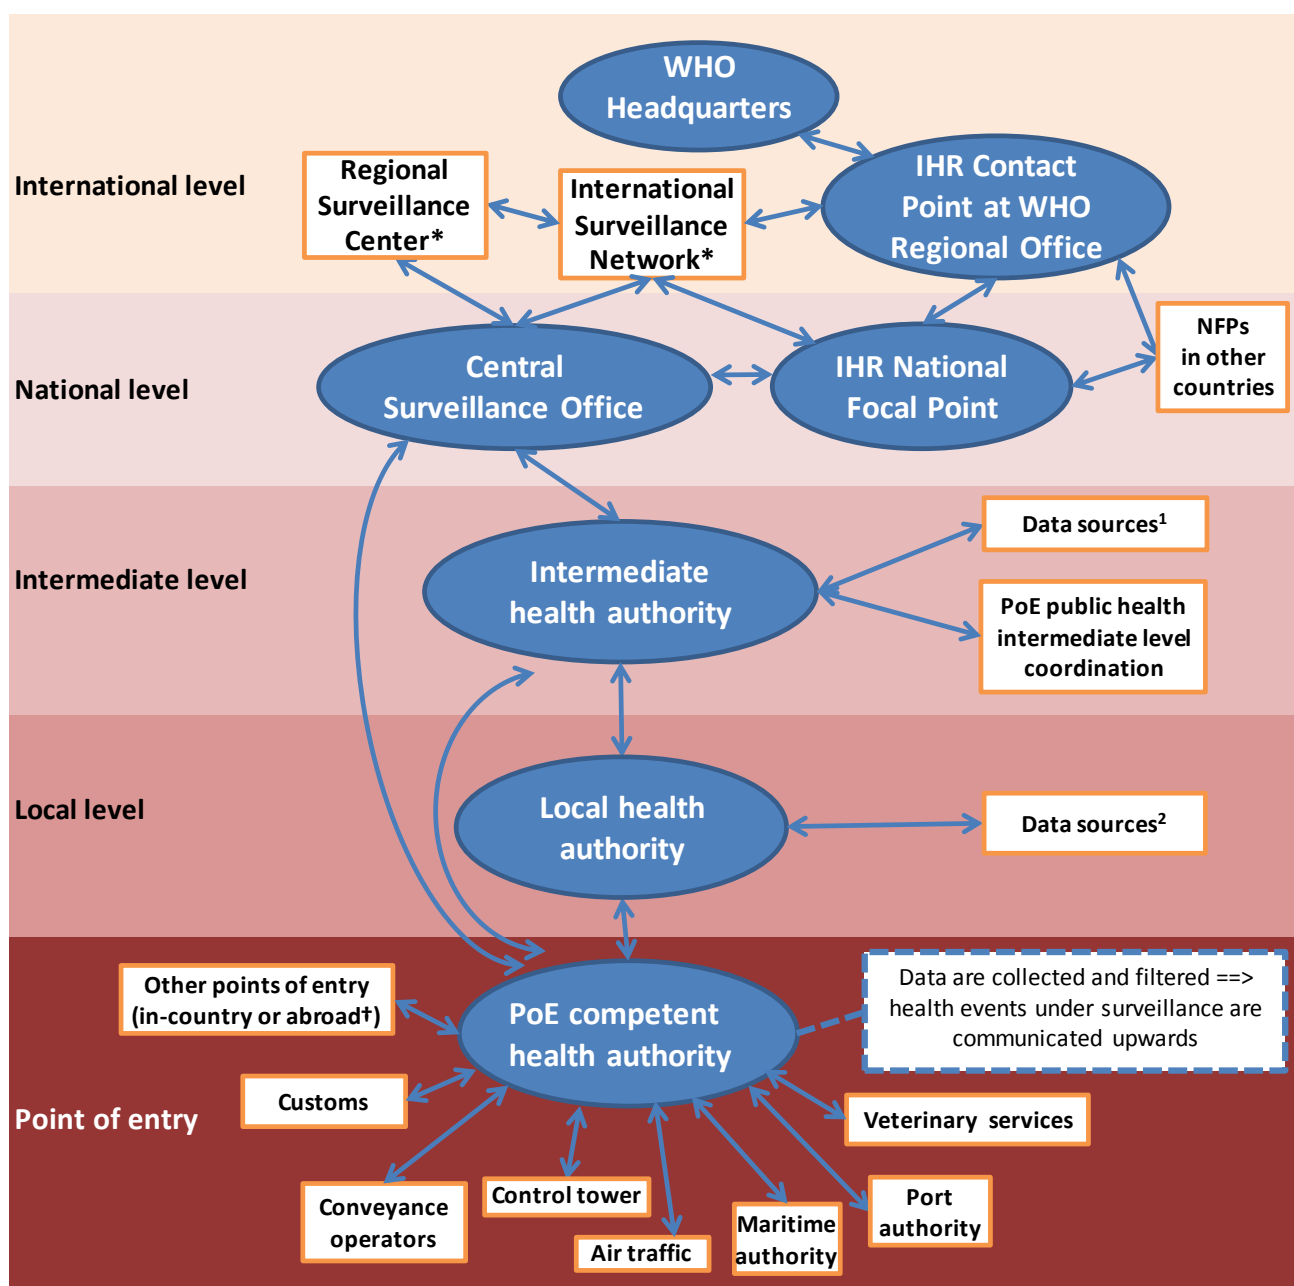 WHO
Headquarters
International level
Regional
Surveillance
Center*
International
Surveillance
Network*
IHR Contact
Point at WHO
Regional Office
National level
Central
Surveillance Office
IHR National
Focal Point
NFPs
in other
countries
Intermediate level
Intermediate
health authority
Data sources¹
PoE public health
intermediate level
coordination
Local level
Local health
authority
Data sources²
Point of entry
Other points of entry
(in-country or abroad†)
PoE competent
health authority
Data are collected and filtered ==>
health events under surveillance are
communicated upwards
Customs
Veterinary services
Conveyance
operators
Control tower
Air traffic
Maritime
authority
Port
authority